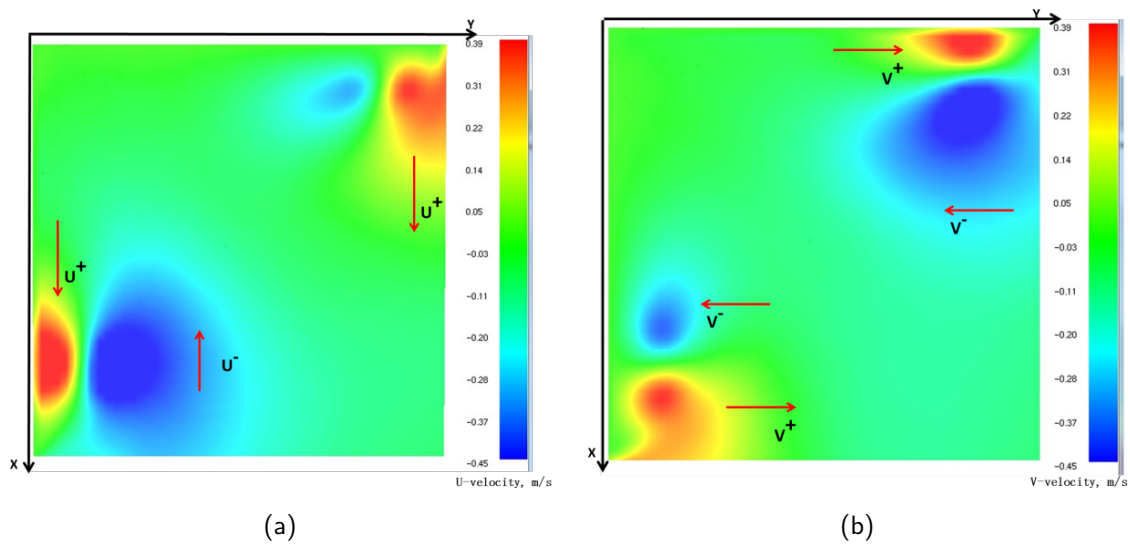 Y
0.39
0.31
0.22
0.14
0.05
-0.03
-0.11
-0.20
-0.28
-0.37
-0.45
U+
U+
U-
X
U-velocity, m/s
(a)
Y
0.39
0.31
0.22
0.14
0.05
-0.03
-0.11
-0.20
-0.28
-0.37
-0.45
V+
V-
V-
V+
X
V-velocity, m/s
(b)